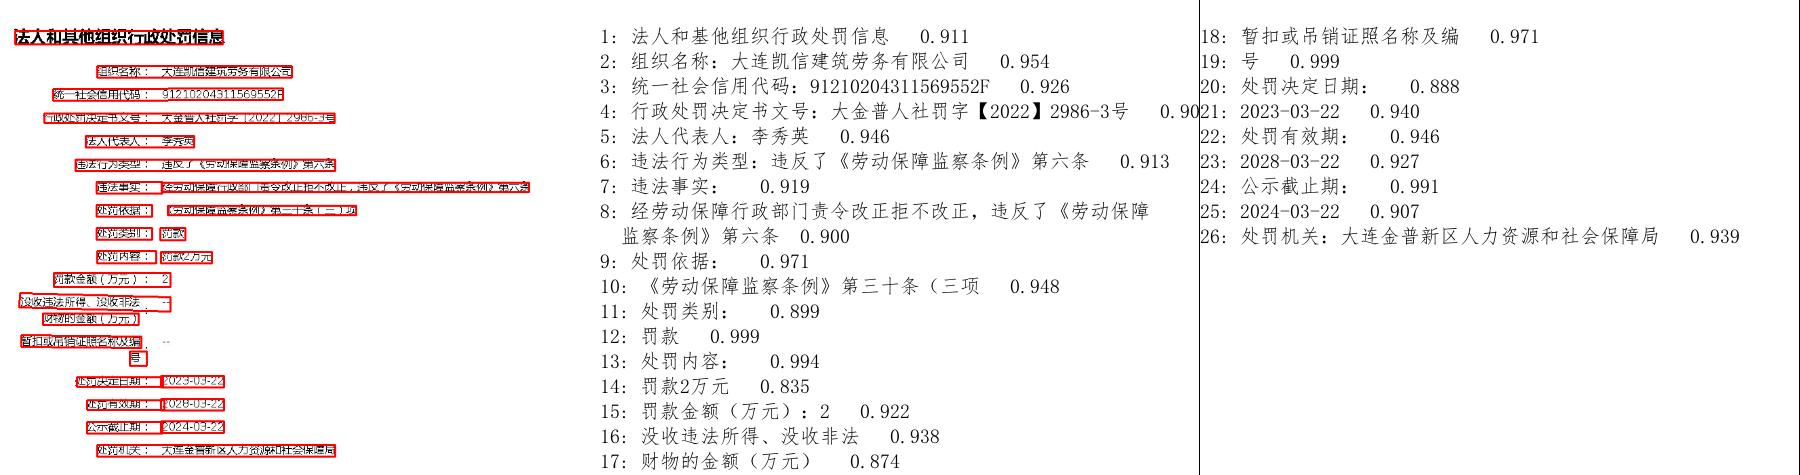 法人和其他组织行政处罚信息
组织名称： 大连凯信建筑劳务有限公司
统一社会信用代码： 91210204311569552F
行政处罚决定书文号： 大金普人社罚字【2022】2986-3号
法人代表人： 李秀英
违法行为类型： 违反了《劳动保障监察条例》第六条
违法事实： 经劳动保障行政部门责令改正拒不改正，违反了《劳动保障监察条例》第六条
处罚依据： 《劳动保障监察条例》第三十条（三）项
处罚类别： 罚款
处罚内容： 罚款2万元
罚款金额（万元）： 2
没收违法所得、没收非法 --
财物的金额（万元）
暂扣或吊销证照名称及编 --
号
处罚决定日期： 2023-03-22
处罚有效期： 2028-03-22
公示截止期： 2024-03-22
处罚机关： 大连金普新区人力资源和社会保障局
1: 法人和基他组织行政处罚信息 0.911
2: 组织名称: 大连凯信建筑劳务有限公司 0.954
3: 统一社会信用代码: 91210204311569552F 0.926
4: 行政处罚决定书文号: 大金普人社罚字【2022】2986-3号 0.90
5: 法人代表人: 李秀英 0.946
6: 违法行为类型: 违反了《劳动保障监察条例》第六条 0.913
7: 违法事实: 0.919
8: 经劳动保障行政部门责令改正拒不改正, 违反了《劳动保障
监察条例》第六条 0.900
9: 处罚依据: 0.971
10: 《劳动保障监察条例》第三十条（三项 0.948
11: 处罚类别: 0.899
12: 罚款 0.999
13: 处罚内容: 0.994
14: 罚款2万元 0.835
15: 罚款金额（万元）: 2 0.922
16: 没收违法所得、没收非法 0.938
17: 财物的金额（万元） 0.874
18: 暂扣或吊销证照名称及编 0.971
19: 号 0.999
20: 处罚决定日期: 0.888
21: 2023-03-22 0.940
22: 处罚有效期: 0.946
23: 2028-03-22 0.927
24: 公示截止期: 0.991
25: 2024-03-22 0.907
26: 处罚机关: 大连金普新区人力资源和社会保障局 0.939